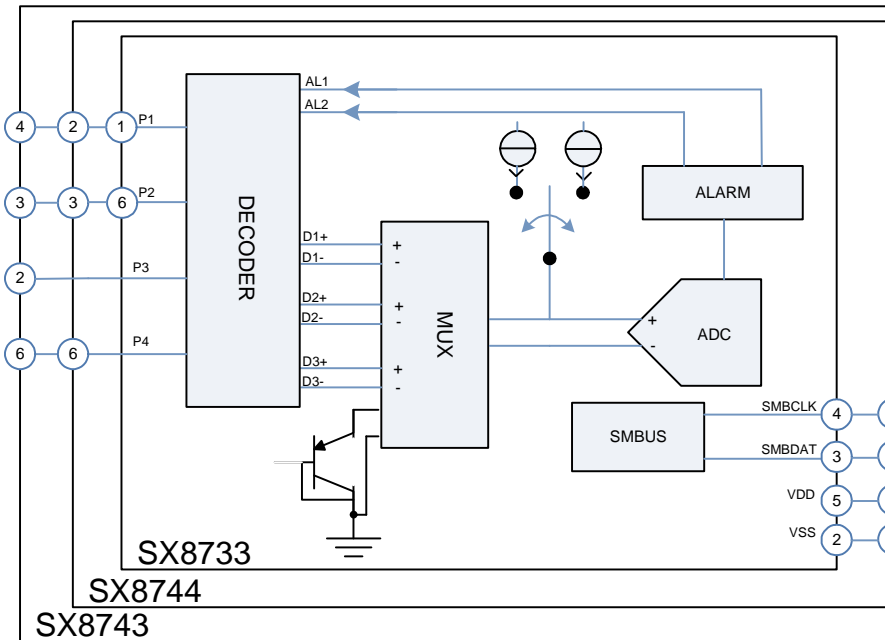 AL1
AL2
4 2 1 P1
3 3 6 P2
2 P3
6 6 P4
DECODER
D1+
D1-
D2+
D2-
D3+
D3-
+
-
+
-
+
-
MUX
ALARM
+
-
ADC
SMBUS
SMBCLK 4
SMBDAT 3
VDD 5
VSS 2
SX8733
SX8744
SX8743